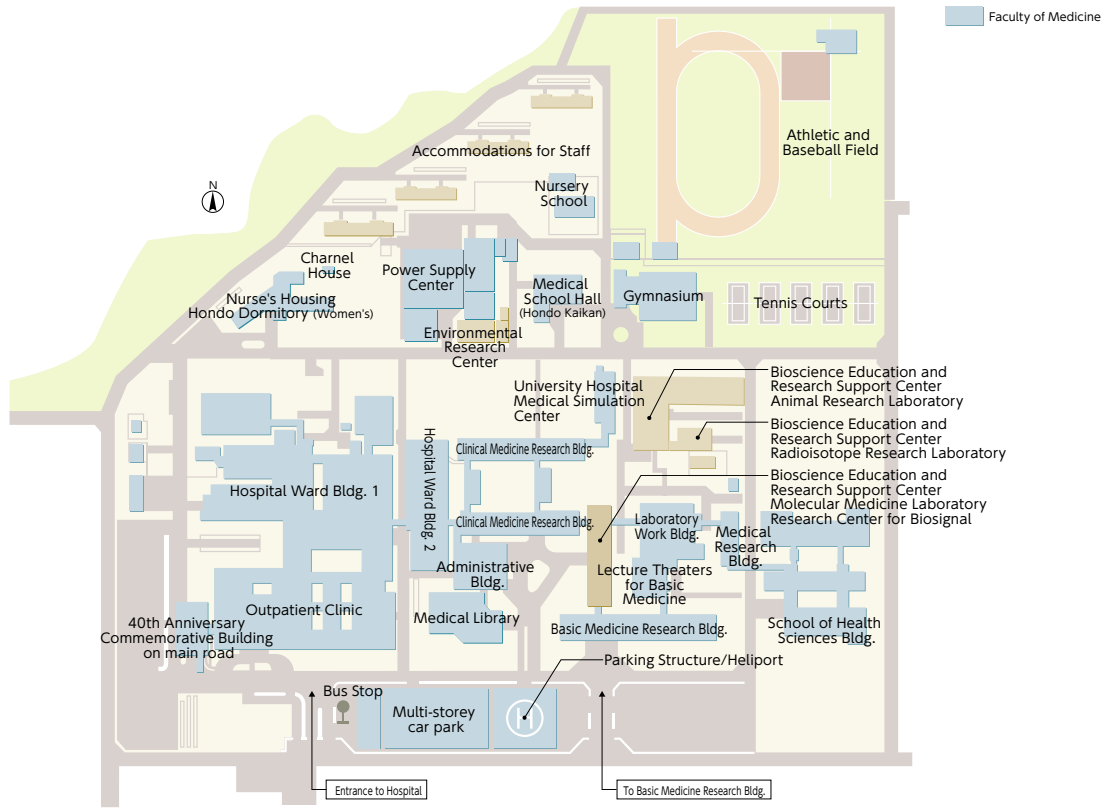 Faculty of Medicine
Athletic and
Baseball Field
Accommodations for Staff
N
Nursery
School
Charnel
House
Power Supply
Center
Medical
School Hall
(Hondo Kaikan)
Gymnasium
Tennis Courts
Nurse's Housing
Hondo Dormitory (Women's)
Environmental
Research
Center
University Hospital
Medical Simulation
Center
Bioscience Education and
Research Support Center
Animal Research Laboratory
Bioscience Education and
Research Support Center
Radioisotope Research Laboratory
Bioscience Education and
Research Support Center
Molecular Medicine Laboratory
Research Center for Biosignal
Clinical Medicine Research Bldg.
Hospital Ward Bldg. 1
Hospital Ward Bldg. 2
Clinical Medicine Research Bldg.
Laboratory
Work Bldg.
Medical
Research
Bldg.
Administrative
Bldg.
Lecture Theaters
for Basic
Medicine
Outpatient Clinic
Medical Library
40th Anniversary
Commemorative Building
on main road
Basic Medicine Research Bldg.
School of Health
Sciences Bldg.
Parking Structure/Heliport
Bus Stop
Multi-storey
car park
H
Entrance to Hospital
To Basic Medicine Research Bldg.